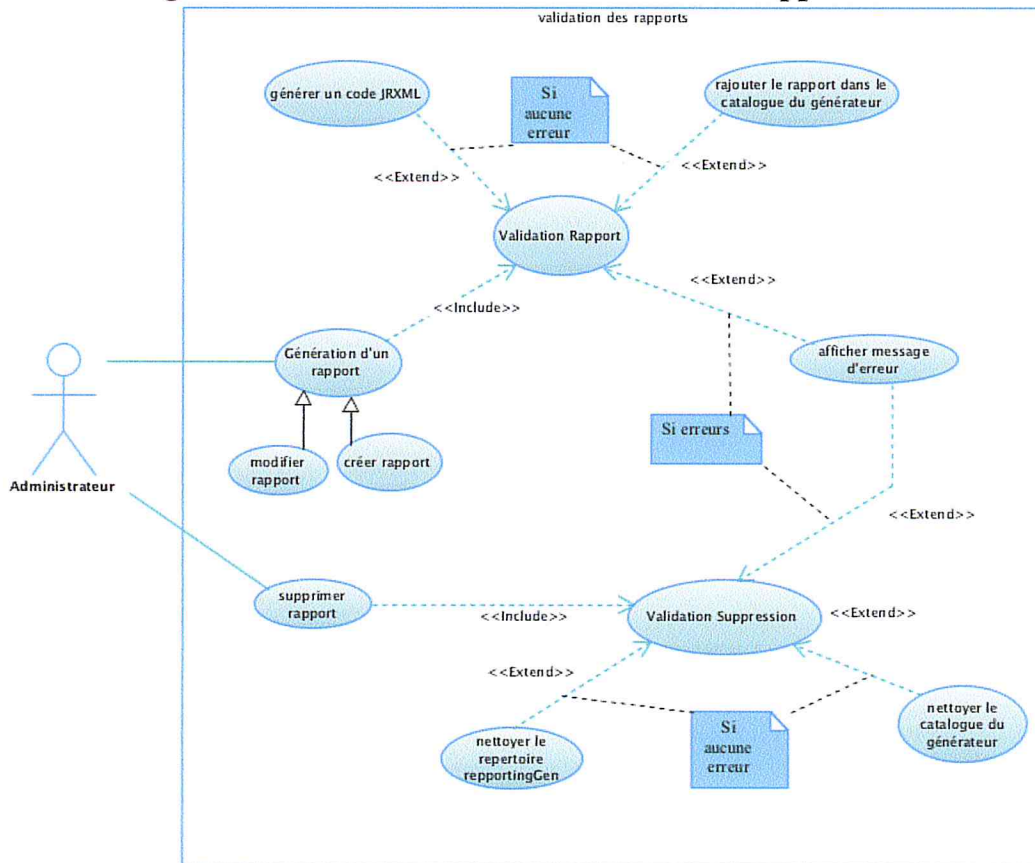 validation des rapports
générer un code JRXML
Si
aucune
erreur
rajouter le rapport dans le
catalogue du générateur
<<Extend>>
<<Extend>>
Validation Rapport
<<Extend>>
<<Include>>
Génération d'un
rapport
afficher message
d'erreur
Si erreurs
modifier
rapport
créer rapport
Administrateur
<<Extend>>
supprimer
rapport
<<Include>>
Validation Suppression
<<Extend>>
<<Extend>>
nettoyer le
repertoire
repportingGen
Si
aucune
erreur
nettoyer le
catalogue du
générateur